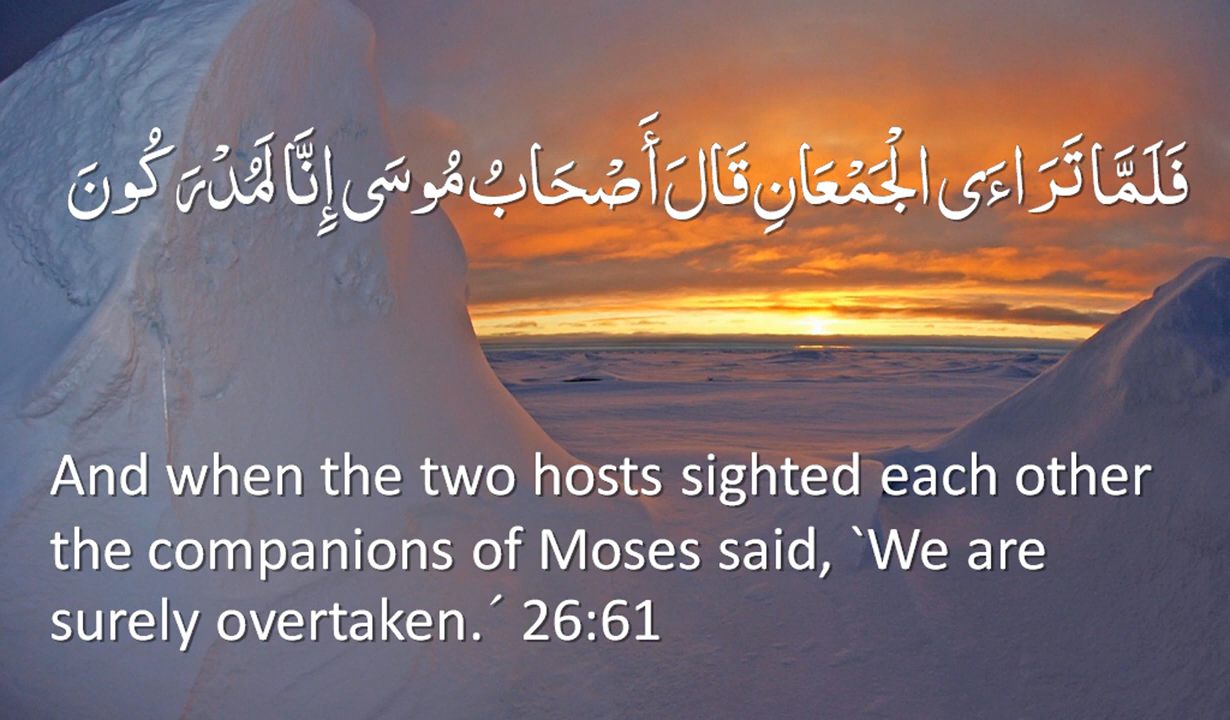 فَلَمَّا تَرَاءَى الْجَمْعَانِ قَالَ أَصْحَابُ مُوسَى إِنَّا لَمُدْرَكُونَ
And when the two hosts sighted each other
the companions of Moses said, `We are
surely overtaken.´ 26:61